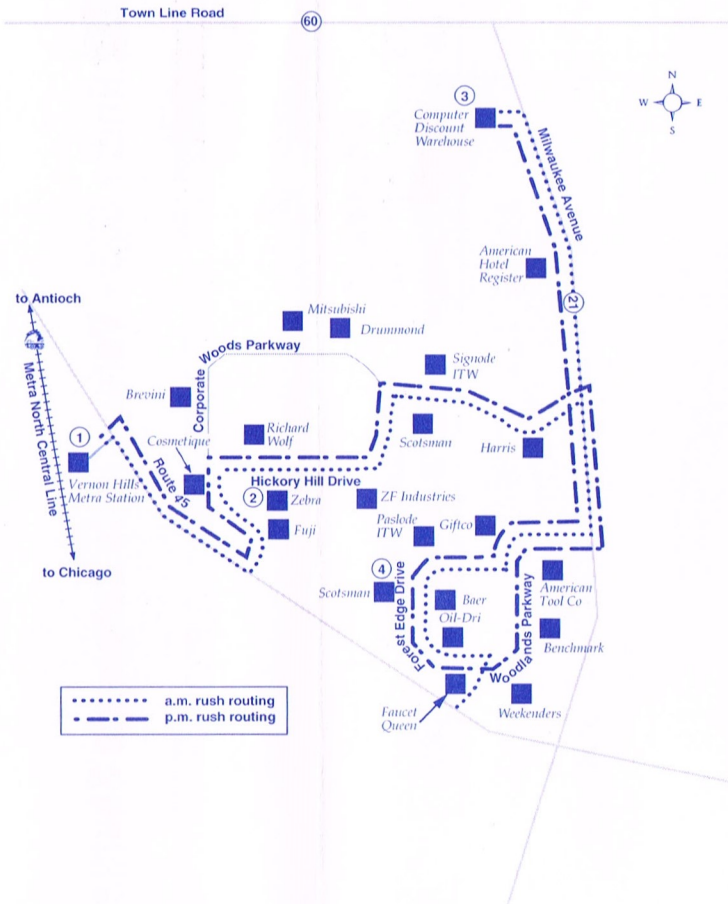 Town Line Road
60
N
W E
S
3
Computer
Discount
Warehouse
Milwaukee Avenue
American
Hotel
Register
21
to Antioch
Mitsubishi
Drummond
Woods Parkway
Corporate
Signode
ITW
Metra North Central Line
Brevini
1
Cosmetique
Richard
Wolf
Scotsman
Harris
Vernon Hills
Metra Station
Route 45
Hickory Hill Drive
2
Zebra
ZF Industries
Fuji
Paslode
ITW
Giftco
to Chicago
4
Scotsman
Forest Edge Drive
Baer
Oil-Dri
American
Tool Co
Woodlands Parkway
Benchmark
Faucet
Queen
Weekenders
a.m. rush routing
p.m. rush routing